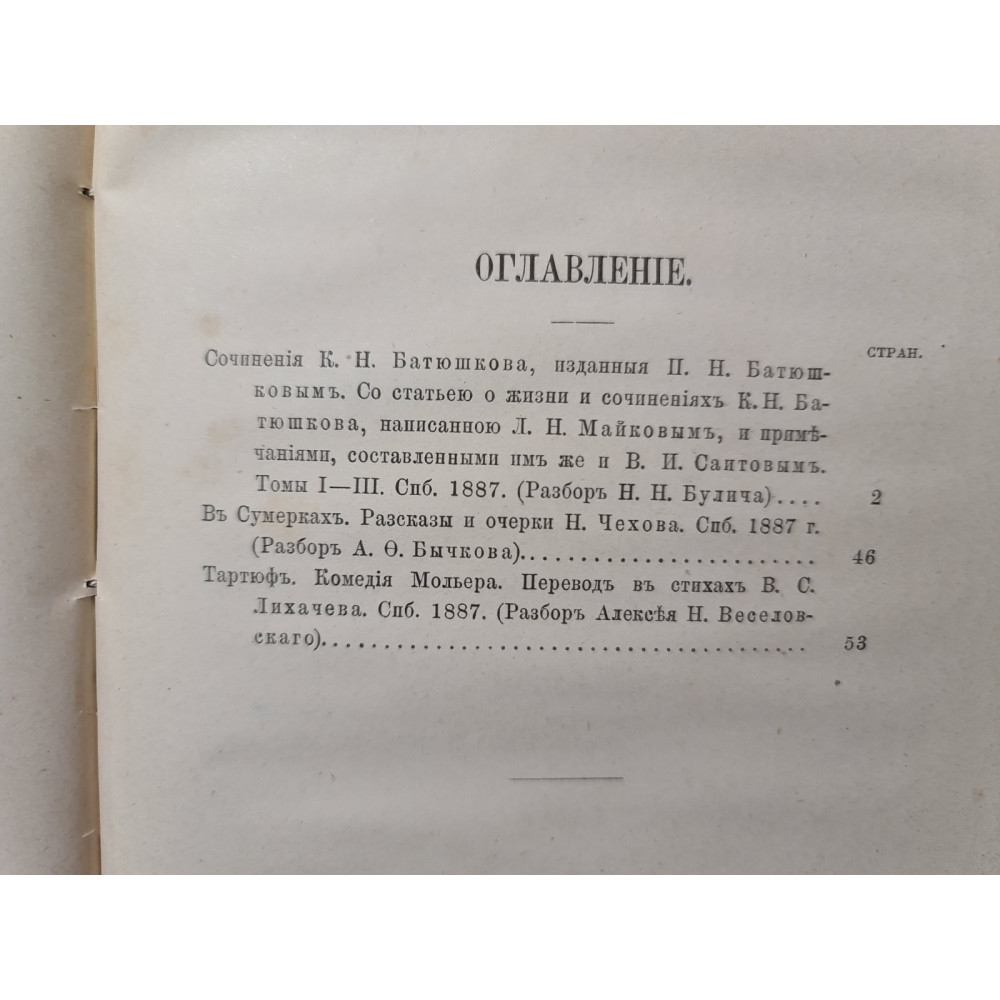 ОГЛАВЛЕНІЕ.
СТРАН.
Сочиненія К. Н. Батюшкова, изданныя П. Н. Батюш-
ковымъ. Со статьею о жизни и сочиненіяхъ К. Н. Ба-
тюшкова, написанною Л. Н. Майковымъ, и примѣ-
чаніями, составленными имъ же и В. И. Саитовымъ.
Томы I—III. Спб. 1887. (Разборъ Н. Н. Булича).... 2
Въ Сумеркахъ. Разсказы и очерки Н. Чехова. Спб. 1887 г.
(Разборъ А. Ѳ. Бычкова)........................ 46
Тартюфъ. Комедія Мольера. Переводъ въ стихахъ В. С.
Лихачева. Спб. 1887. (Разборъ Алексѣя Н. Веселов-
скаго)....................................... 53